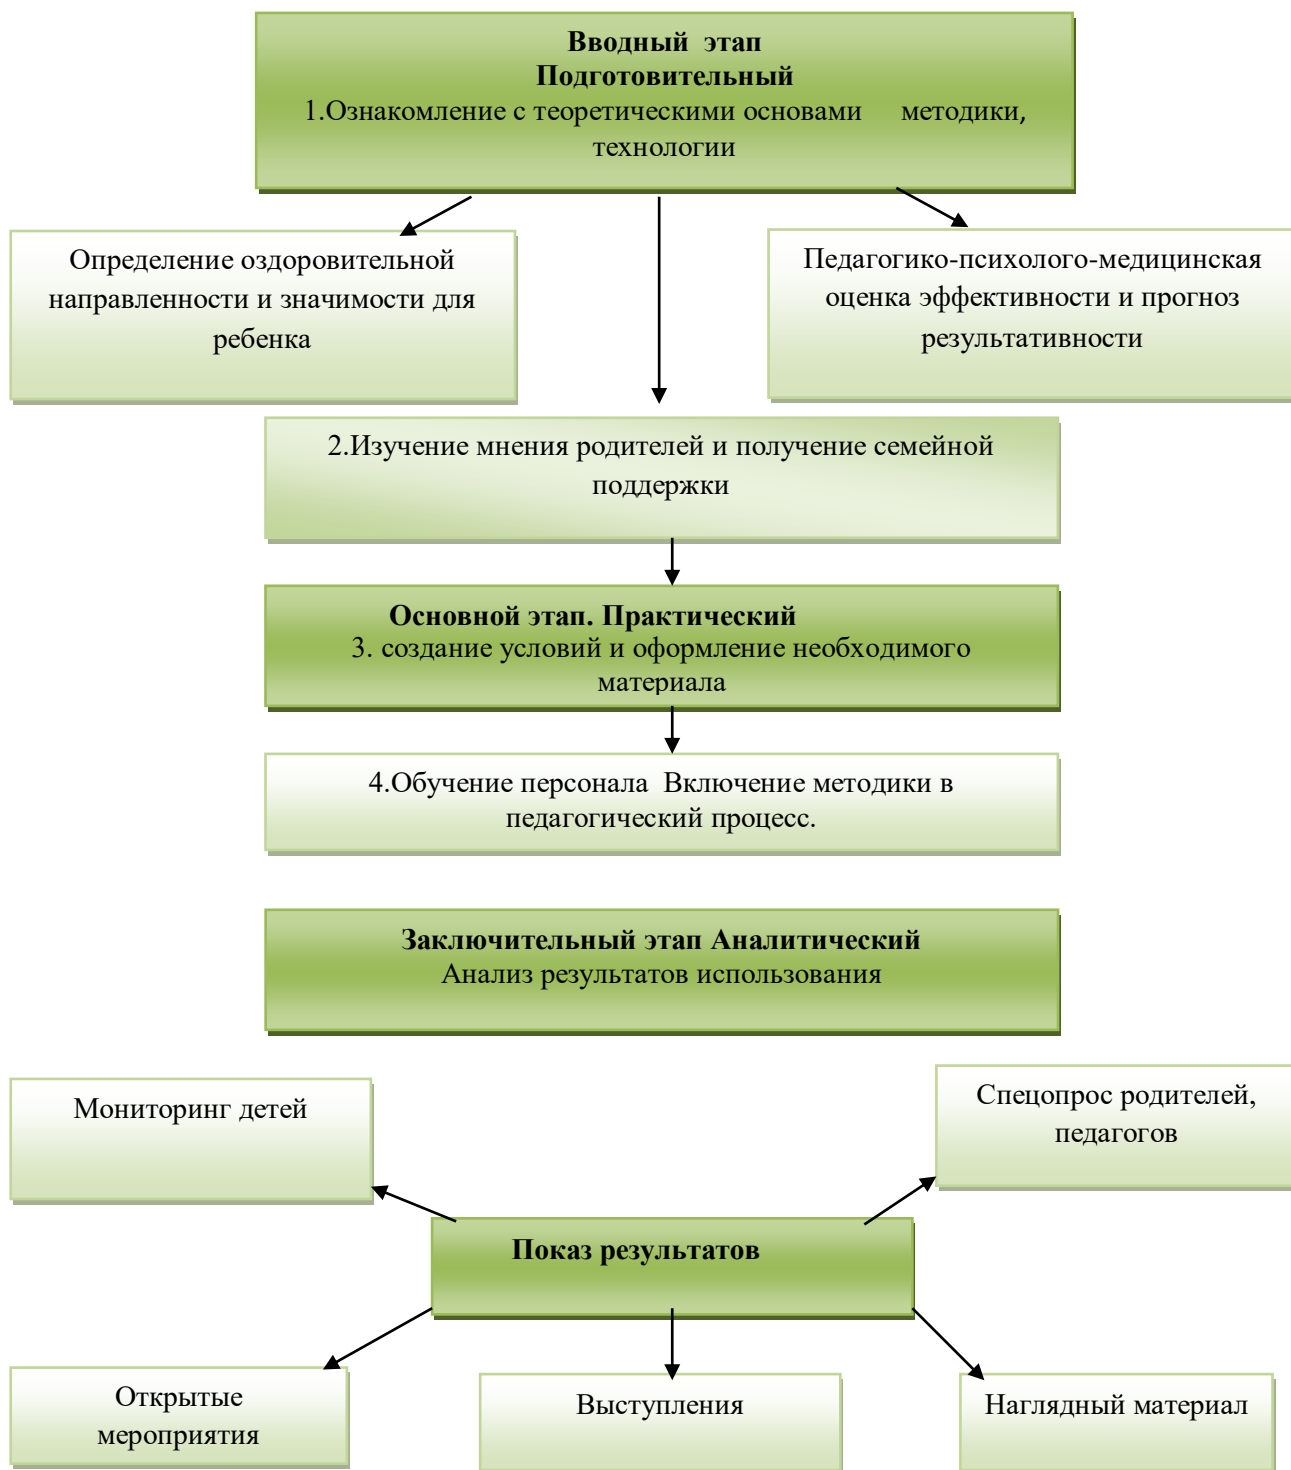 Вводный этап
Подготовительный
1.Ознакомление с теоретическими основами методики,
технологии
Определение оздоровительной
направленности и значимости для
ребенка
Педагогико-психолого-медицинская
оценка эффективности и прогноз
результативности
2.Изучение мнения родителей и получение семейной
поддержки
Основной этап. Практический
3. создание условий и оформление необходимого
материала
4.Обучение персонала Включение методики в
педагогический процесс.
Заключительный этап Аналитический
Анализ результатов использования
Мониторинг детей
Спецопрос родителей,
педагогов
Показ результатов
Открытые
мероприятия
Выступления
Наглядный материал